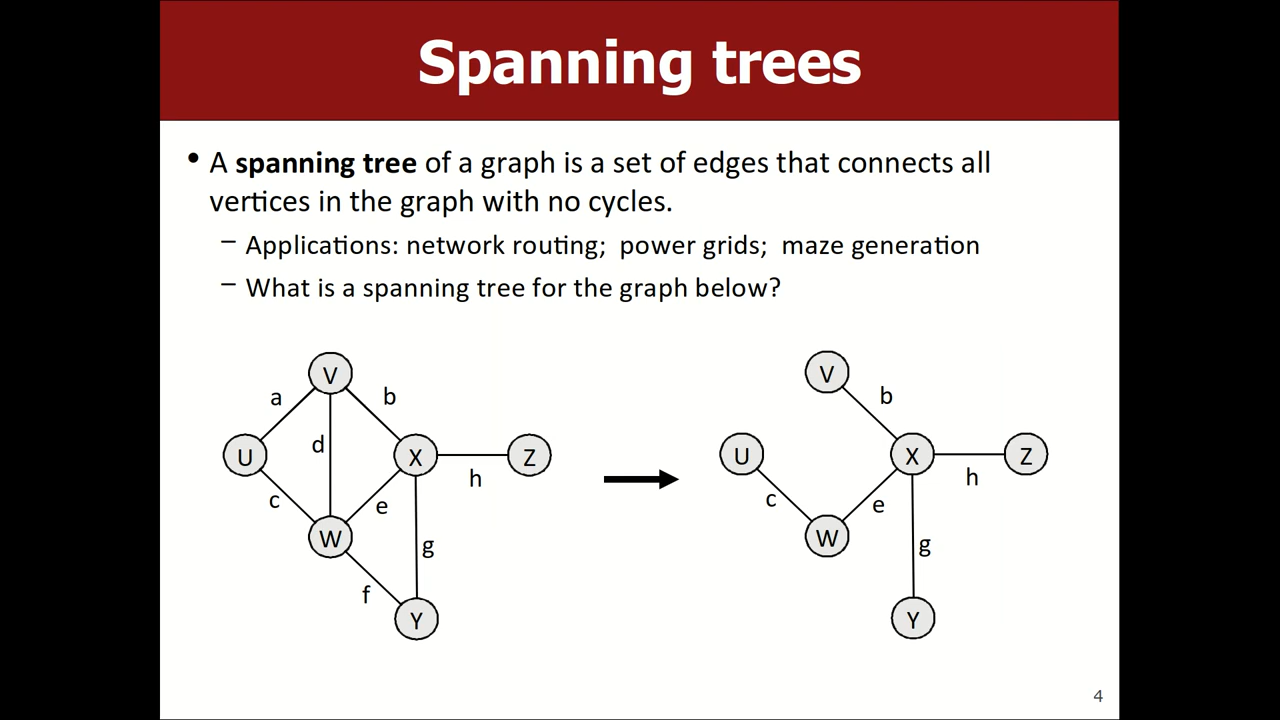 Spanning trees
• A spanning tree of a graph is a set of edges that connects all
vertices in the graph with no cycles.
– Applications: network routing; power grids; maze generation
– What is a spanning tree for the graph below?
V
a
b
U
d
X
Z
h
c
e
W
g
f
Y
V
b
U
X
Z
h
c
e
W
g
Y
4